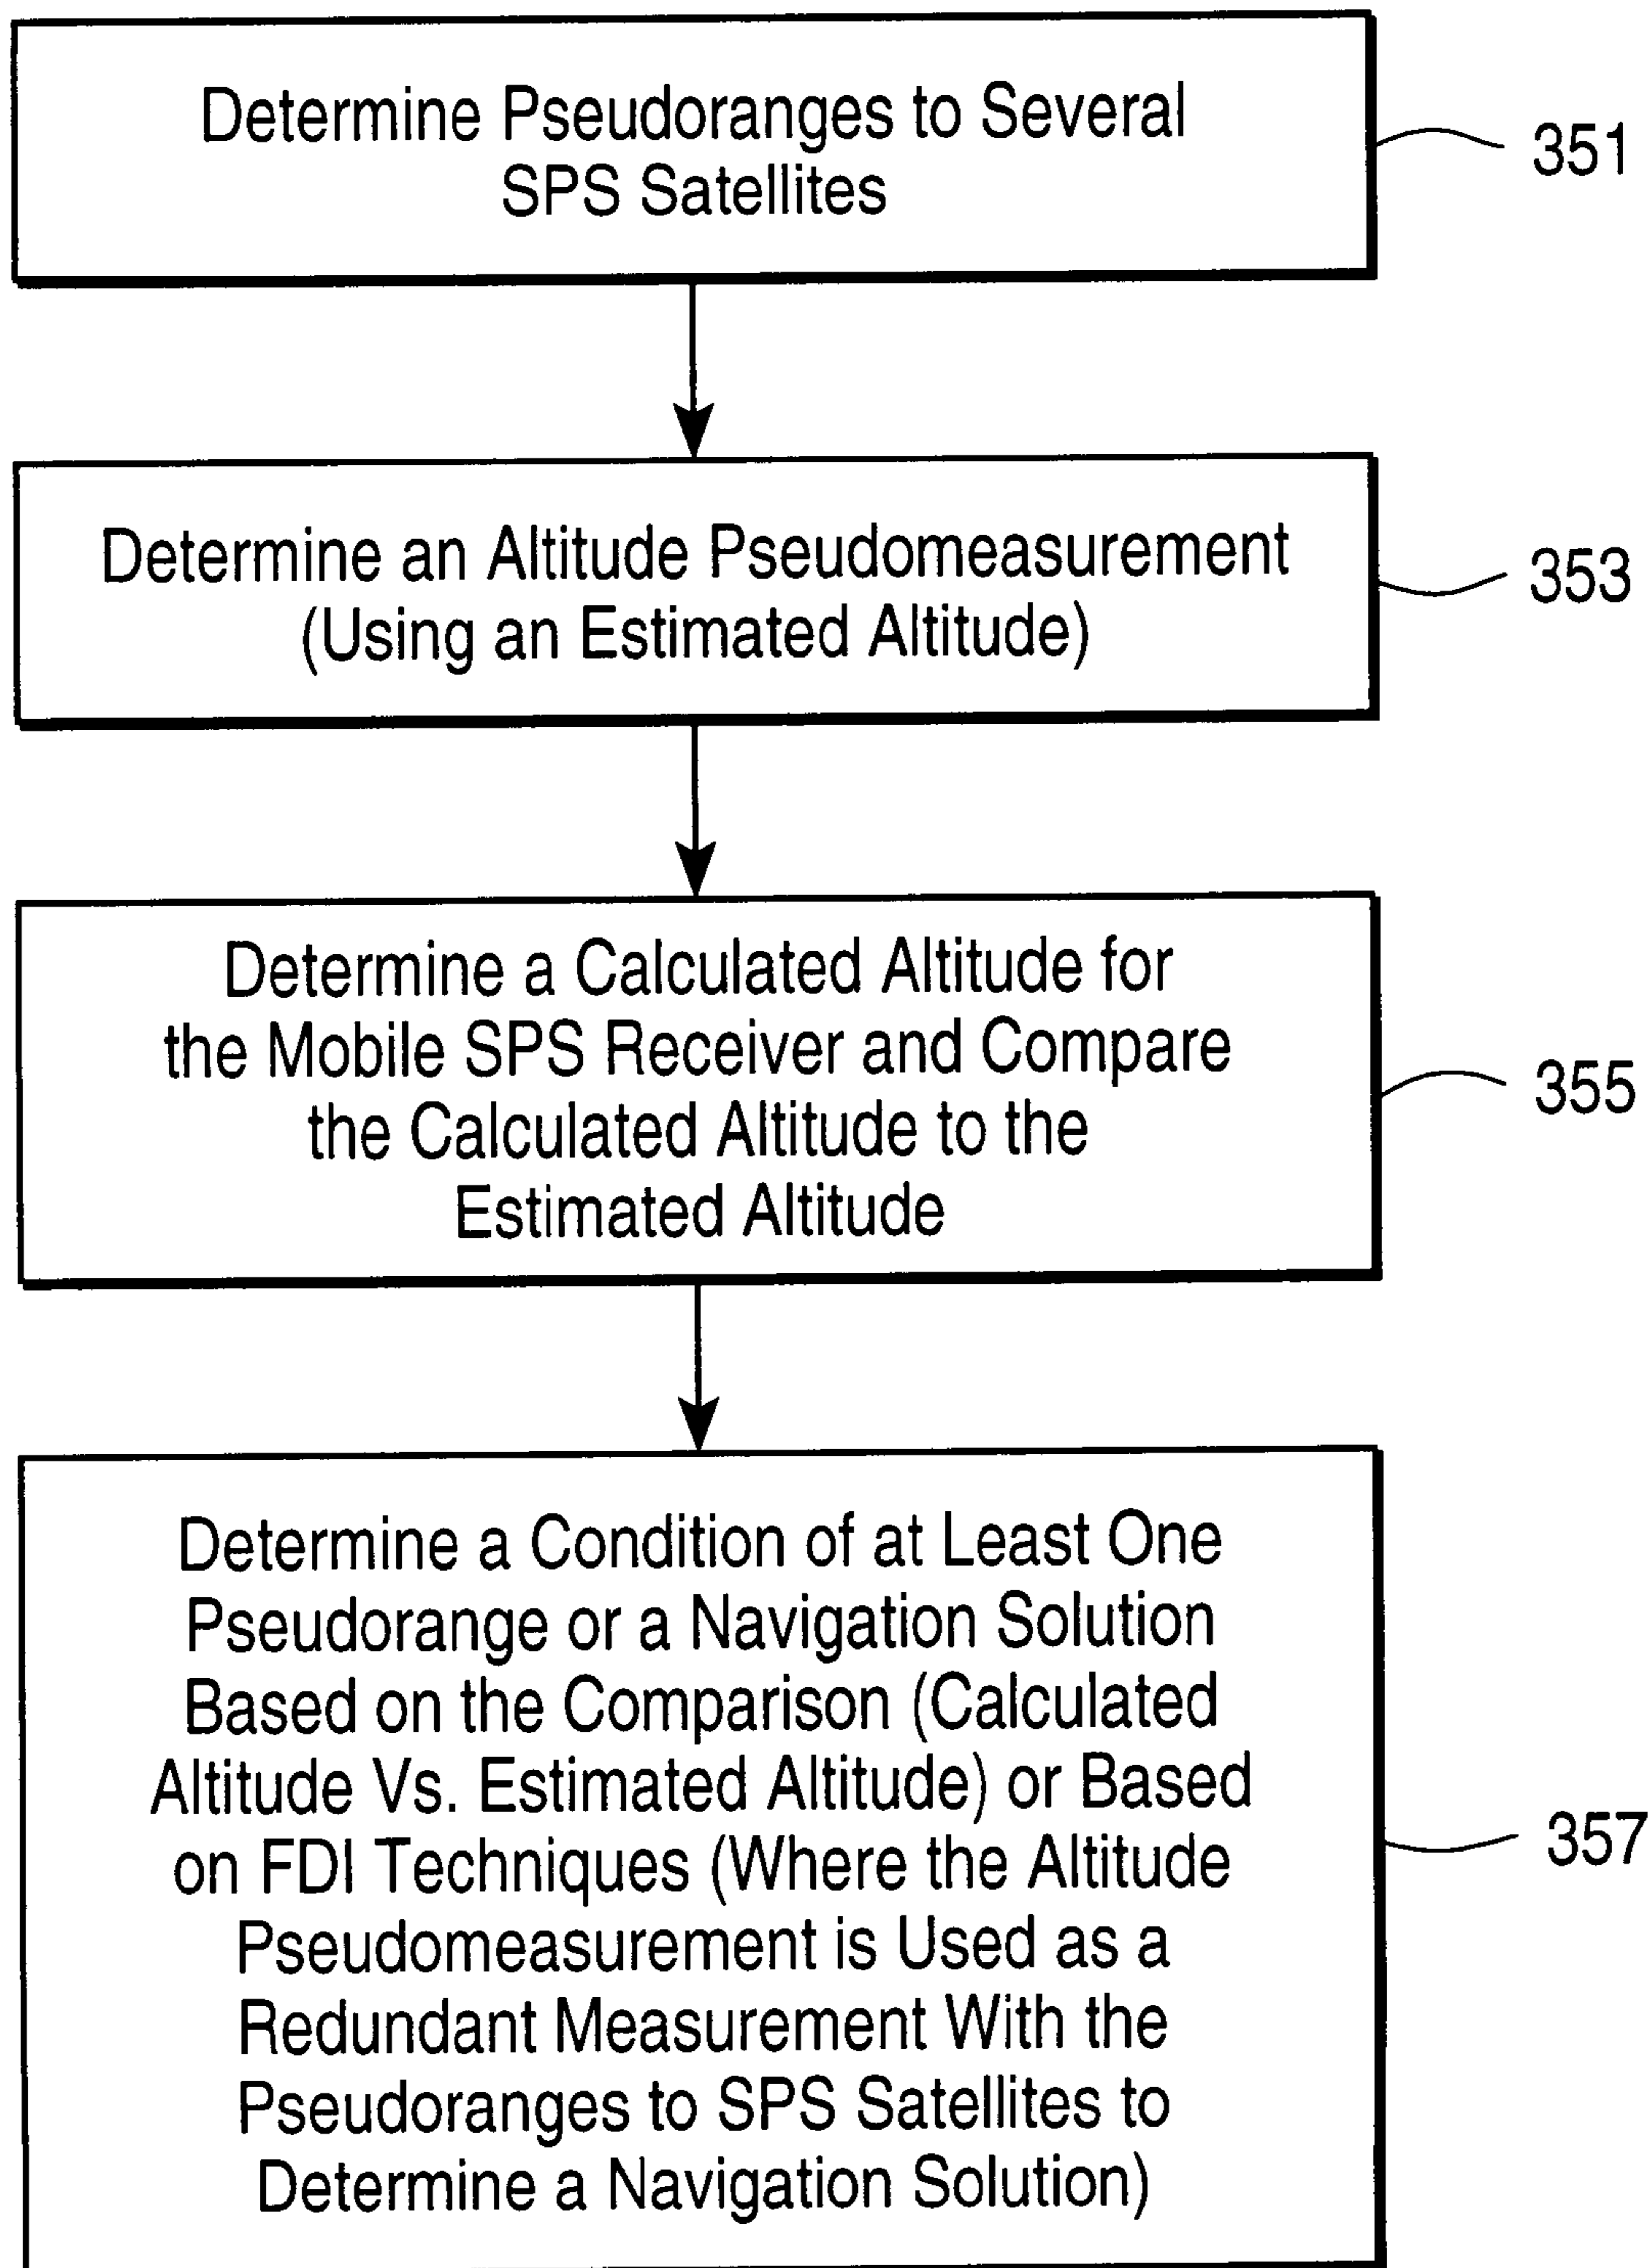 Determine Pseudoranges to Several
SPS Satellites
351
Determine an Altitude Pseudomeasurement
(Using an Estimated Altitude)
353
Determine a Calculated Altitude for
the Mobile SPS Receiver and Compare
the Calculated Altitude to the
Estimated Altitude
355
Determine a Condition of at Least One
Pseudorange or a Navigation Solution
Based on the Comparison (Calculated
Altitude Vs. Estimated Altitude) or Based
on FDI Techniques (Where the Altitude
Pseudomeasurement is Used as a
Redundant Measurement With the
Pseudoranges to SPS Satellites to
Determine a Navigation Solution)
357